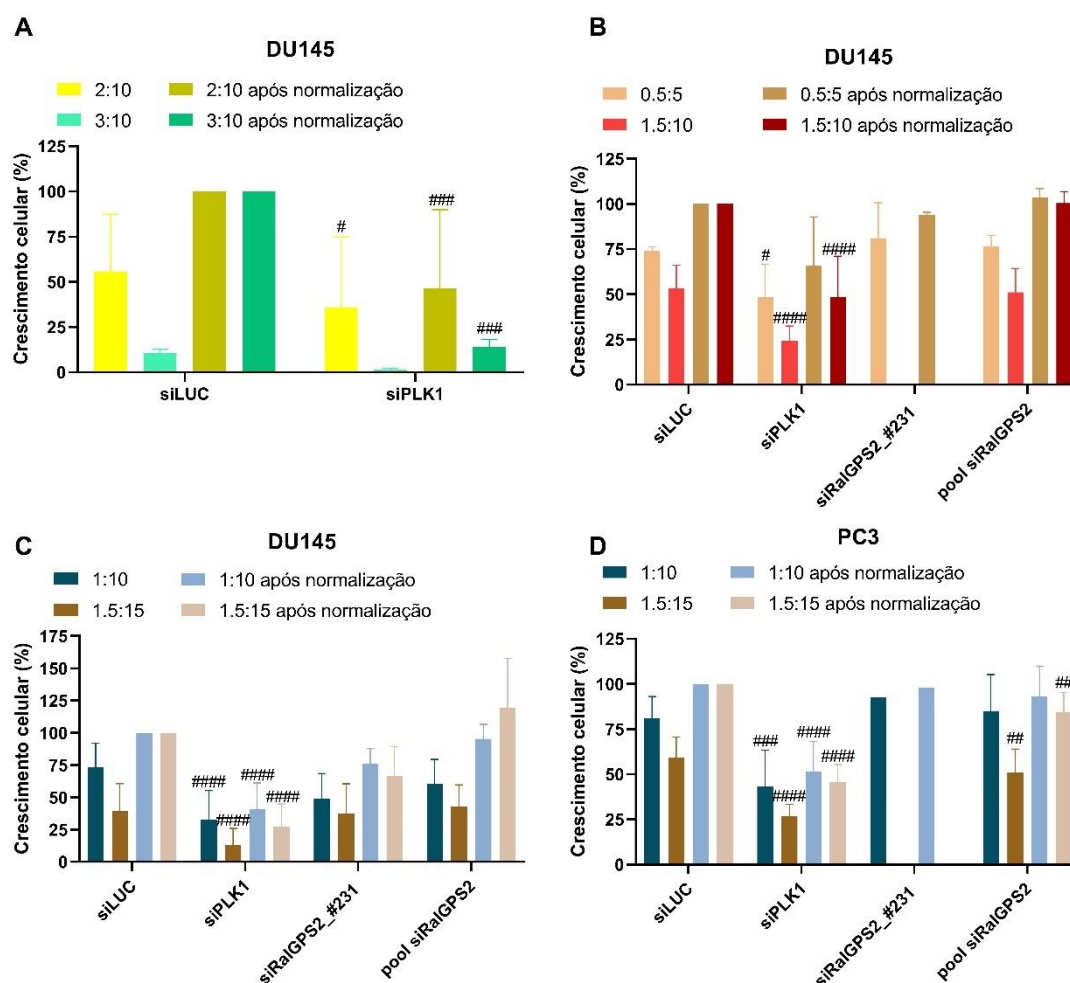 A
DU145
2:10
2:10 após normalização
3:10
3:10 após normalização
Crescimento celular (%)
125
100
75
50
25
0
#
###
###
siLUC
siPLK1
B
DU145
0.5:5
0.5:5 após normalização
1.5:10
1.5:10 após normalização
Crescimento celular (%)
125
100
75
50
25
0
#
####
####
siLUC
siPLK1
siRalGPS2_#231
pool siRalGPS2
C
DU145
1:10
1:10 após normalização
1.5:15
1.5:15 após normalização
Crescimento celular (%)
175
150
125
100
75
50
25
0
####
####
####
####
siLUC
siPLK1
siRalGPS2_#231
pool siRalGPS2
D
PC3
1:10
1:10 após normalização
1.5:15
1.5:15 após normalização
Crescimento celular (%)
125
100
75
50
25
0
###
####
####
####
##
##
siLUC
siPLK1
siRalGPS2_#231
pool siRalGPS2